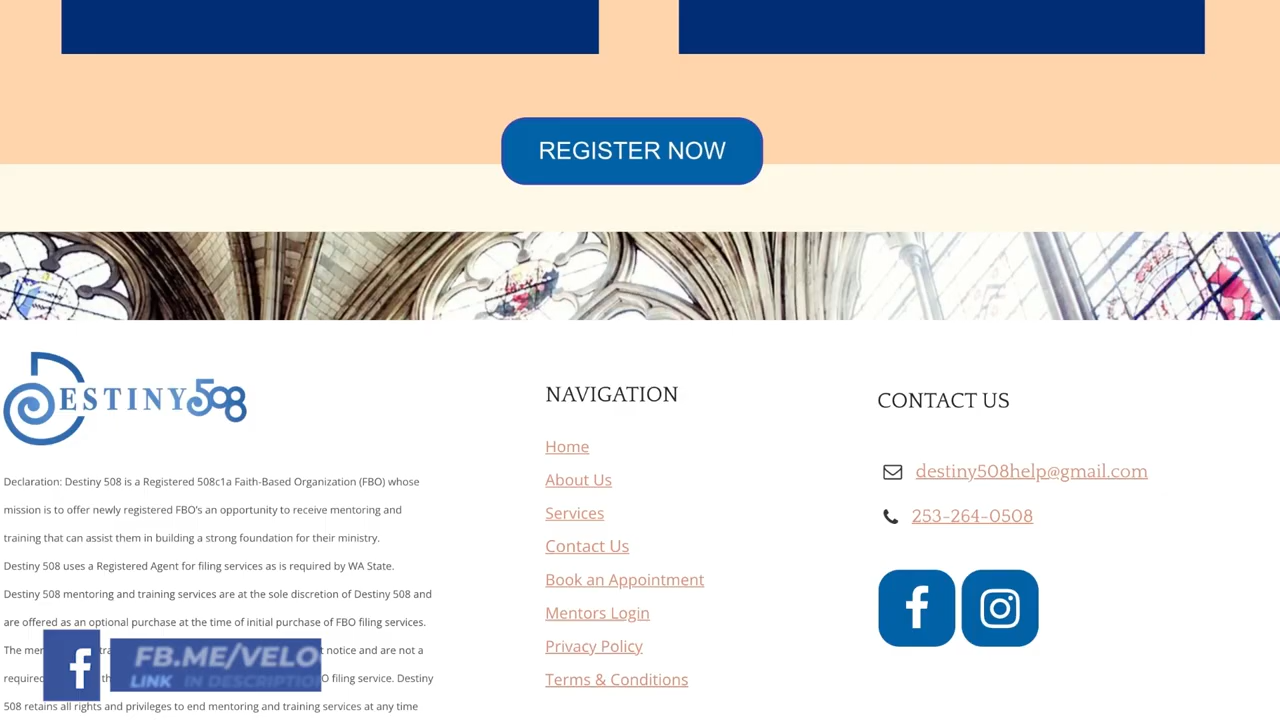 REGISTER NOW
DESTINY508
Declaration: Destiny 508 is a Registered 508c1a Faith-Based Organization (FBO) whose
mission is to offer newly registered FBO's an opportunity to receive mentoring and
training that can assist them in building a strong foundation for their ministry.
Destiny 508 uses a Registered Agent for filing services as is required by WA State.
Destiny 508 mentoring and training services are at the sole discretion of Destiny 508 and
are offered as an optional purchase at the time of initial purchase of FBO filing services.
The notice and are not a
required filing service. Destiny
508 retains all rights and privileges to end mentoring and training services at any time
FB.ME/VELO
LINK IN DESCRIPTION
NAVIGATION
Home
About Us
Services
Contact Us
Book an Appointment
Mentors Login
Privacy Policy
Terms & Conditions
CONTACT US
destiny508help@gmail.com
253-264-0508